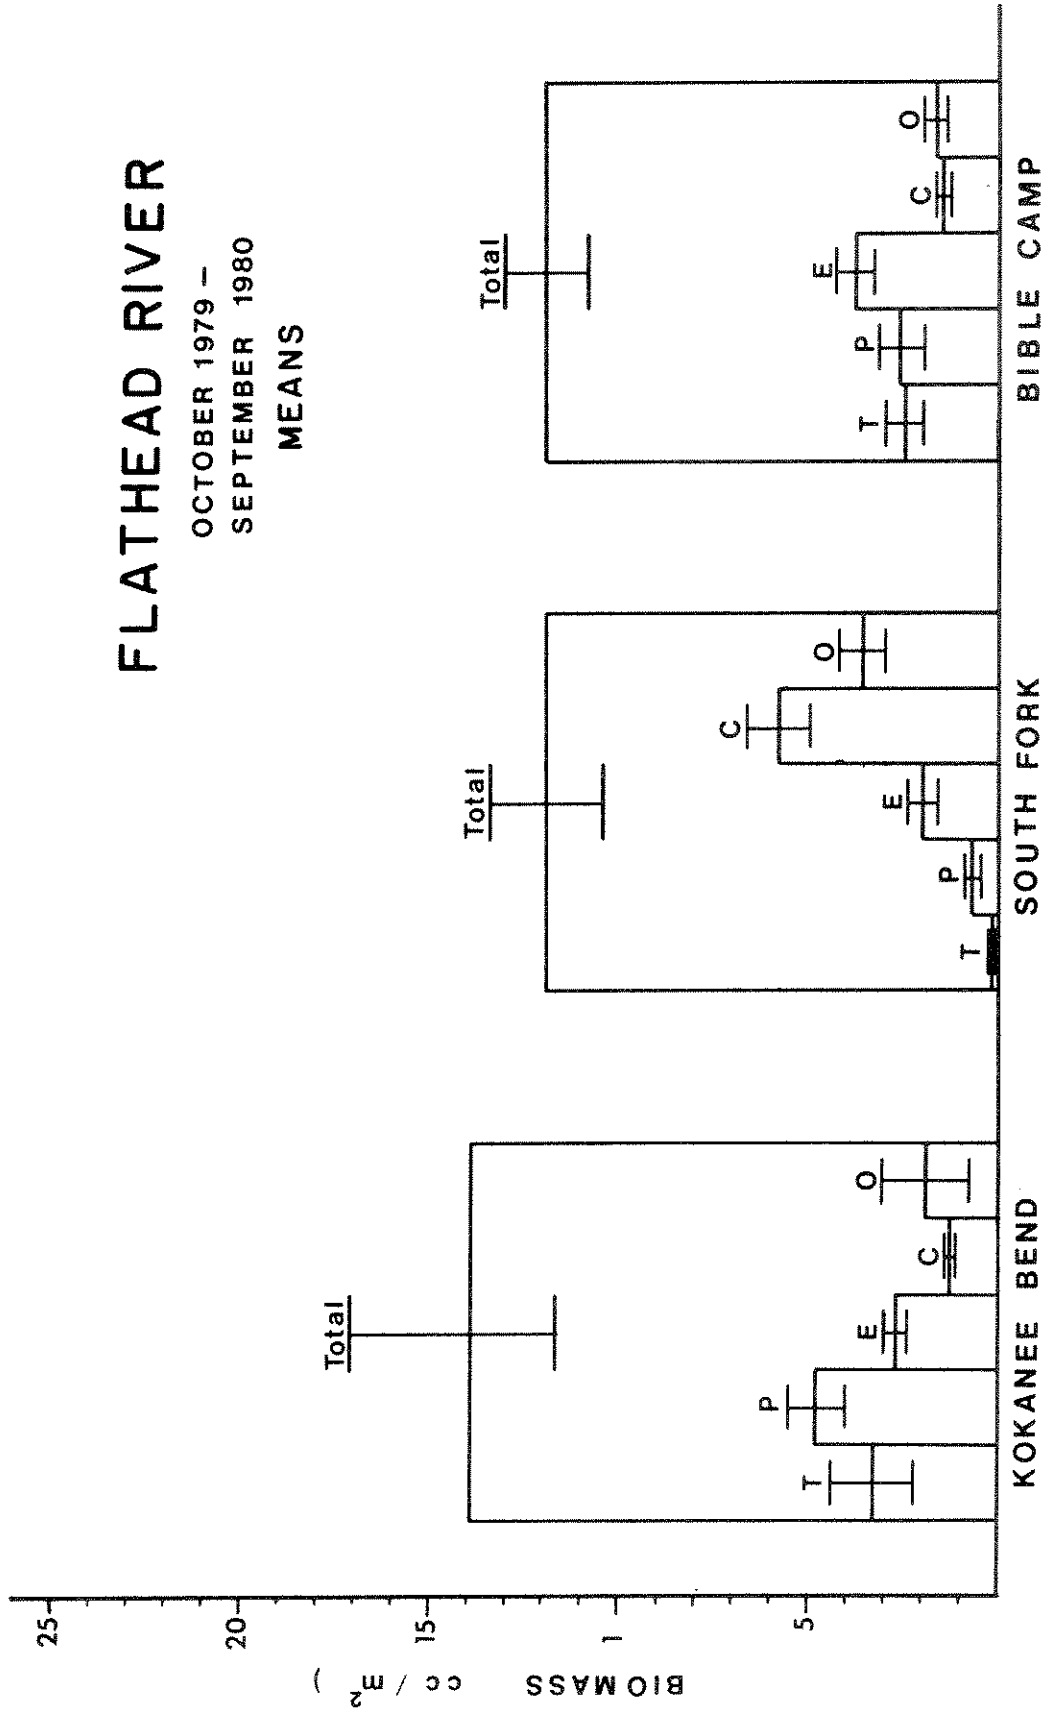 FLATHEAD RIVER
OCTOBER 1979 –
SEPTEMBER 1980
MEANS
BIOMASS cc / m2 )
25
20
15
1
5
Total
T
P
E
C
O
KOKANEE BEND
Total
T
P
E
C
O
SOUTH FORK
Total
T
P
E
C
O
BIBLE CAMP